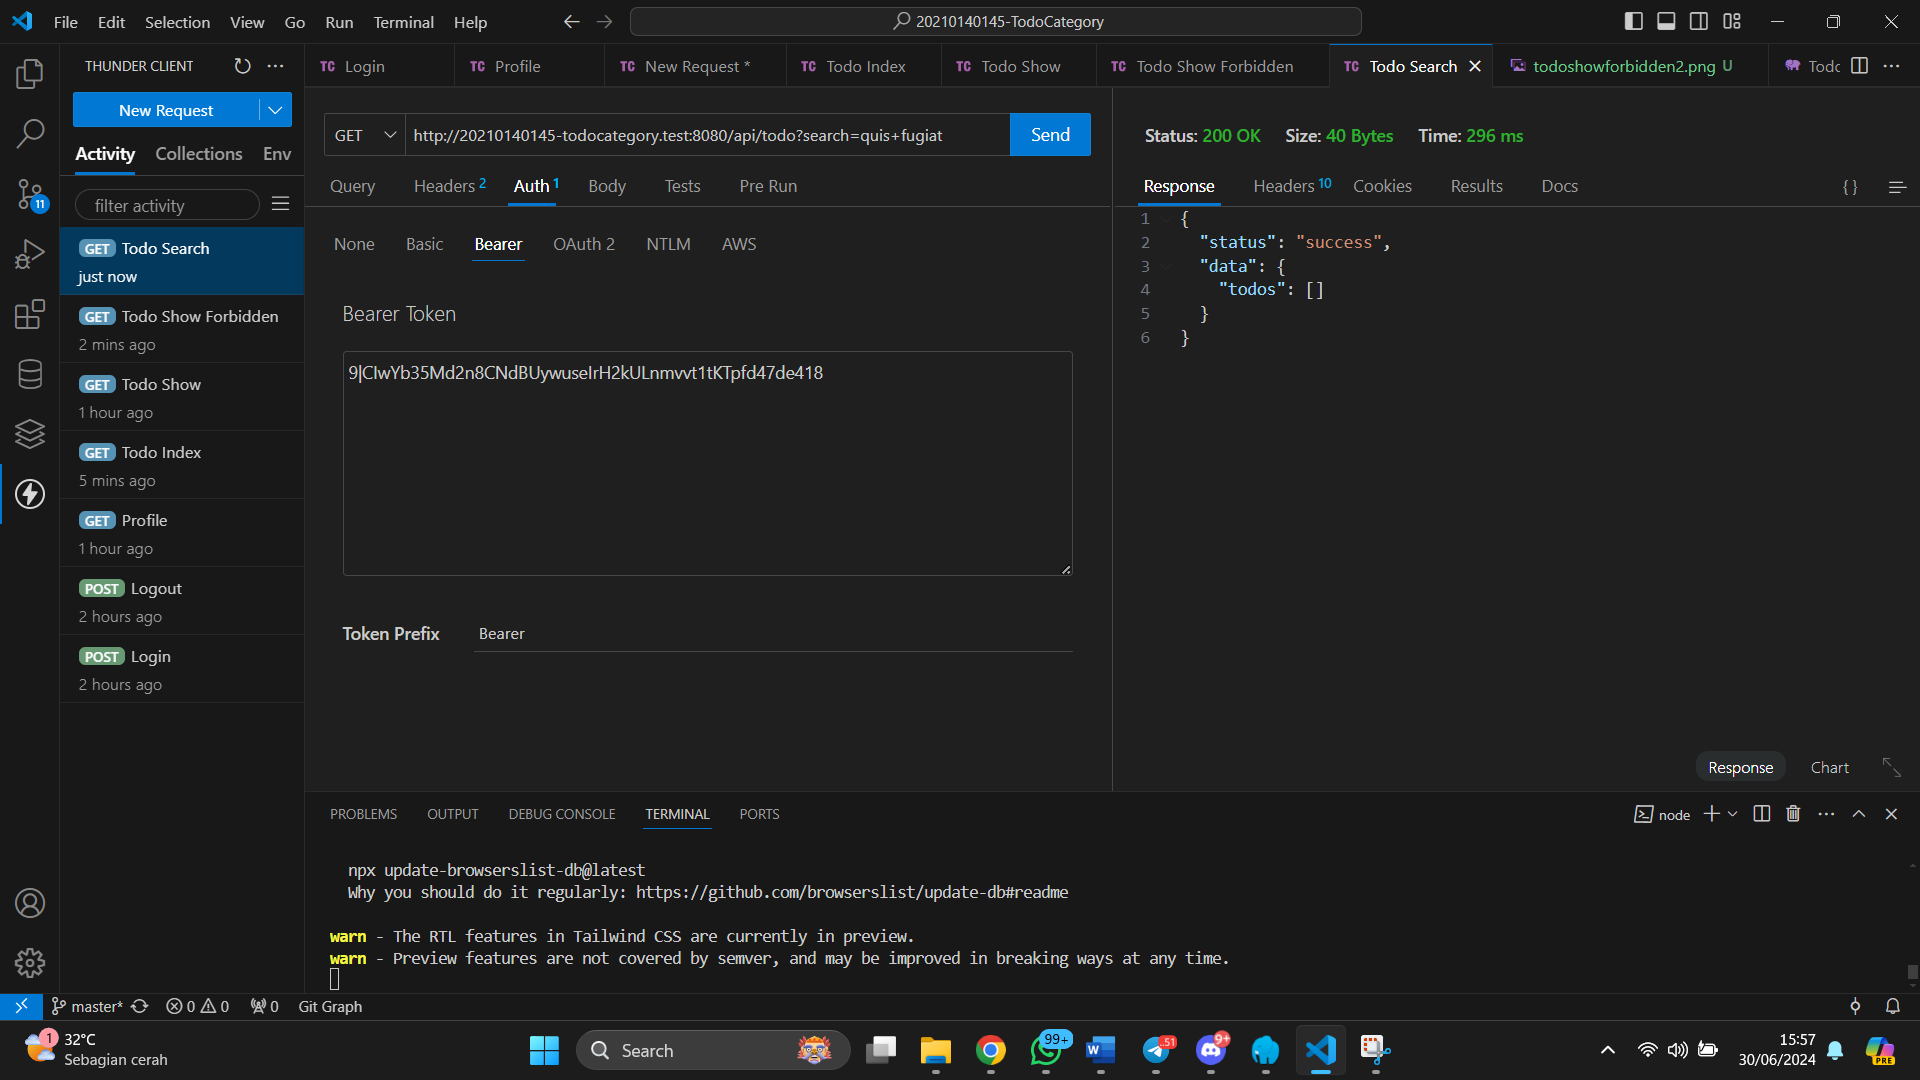 File Edit Selection View Go Run Terminal Help
20210140145-TodoCategory
THUNDER CLIENT
TC Login
TC Profile
TC New Request *
TC Todo Index
TC Todo Show
TC Todo Show Forbidden
TC Todo Search
todoshowforbidden2.png U
Todo
New Request
Activity Collections Env
filter activity
GET Todo Search
just now
GET Todo Show Forbidden
2 mins ago
GET Todo Show
1 hour ago
GET Todo Index
5 mins ago
GET Profile
1 hour ago
POST Logout
2 hours ago
POST Login
2 hours ago
11
GET http://20210140145-todocategory.test:8080/api/todo?search=quis+fugiat Send
Query Headers 2 Auth 1 Body Tests Pre Run
None Basic Bearer OAuth 2 NTLM AWS
Bearer Token
9|CIwYb35Md2n8CNdBUywuseIrH2kULnmvvt1tKTpfd47de418
Token Prefix Bearer
Status: 200 OK Size: 40 Bytes Time: 296 ms
Response Headers 10 Cookies Results Docs { }
1 {
2 "status": "success",
3 "data": {
4 "todos": []
5 }
6 }
Response Chart
PROBLEMS OUTPUT DEBUG CONSOLE TERMINAL PORTS
node
npx update-browserslist-db@latest
Why you should do it regularly: https://github.com/browserslist/update-db#readme
warn - The RTL features in Tailwind CSS are currently in preview.
warn - Preview features are not covered by semver, and may be improved in breaking ways at any time.
master* 0 0 0 Git Graph
1
32°C
Sebagian cerah
Search
99+
W
51
9+
15:57
30/06/2024
PRE